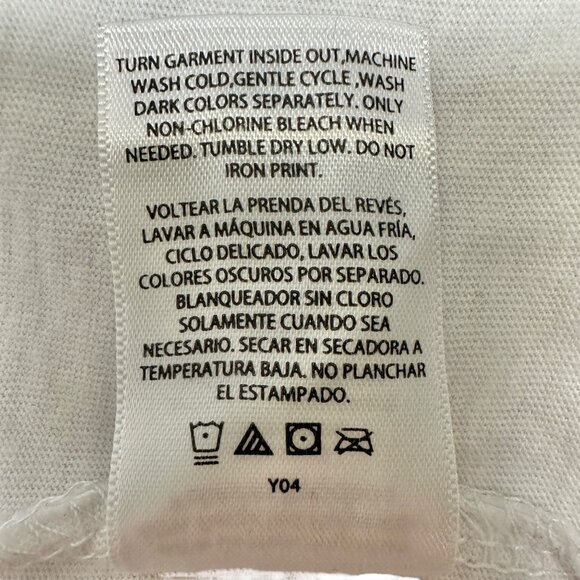 TURN GARMENT INSIDE OUT,MACHINE
WASH COLD,GENTLE CYCLE ,WASH
DARK COLORS SEPARATELY. ONLY
NON-CHLORINE BLEACH WHEN
NEEDED. TUMBLE DRY LOW. DO NOT
IRON PRINT.
VOLTEAR LA PRENDA DEL REVÉS,
LAVAR A MÁQUINA EN AGUA FRÍA,
CICLO DELICADO, LAVAR LOS
COLORES OSCUROS POR SEPARADO.
BLANQUEADOR SIN CLORO
SOLAMENTE CUANDO SEA
NECESARIO. SECAR EN SECADORA A
TEMPERATURA BAJA. NO PLANCHAR
EL ESTAMPADO.
Y04